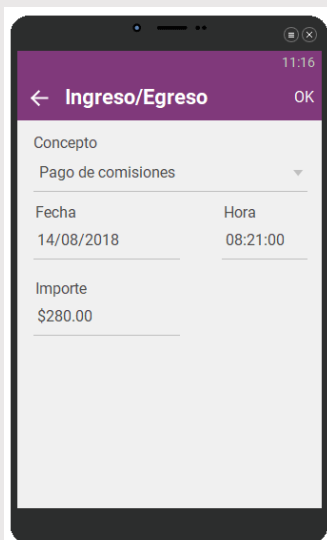 11:16
Ingreso/Egreso OK
Concepto
Pago de comisiones
Fecha Hora
14/08/2018 08:21:00
Importe
$280.00